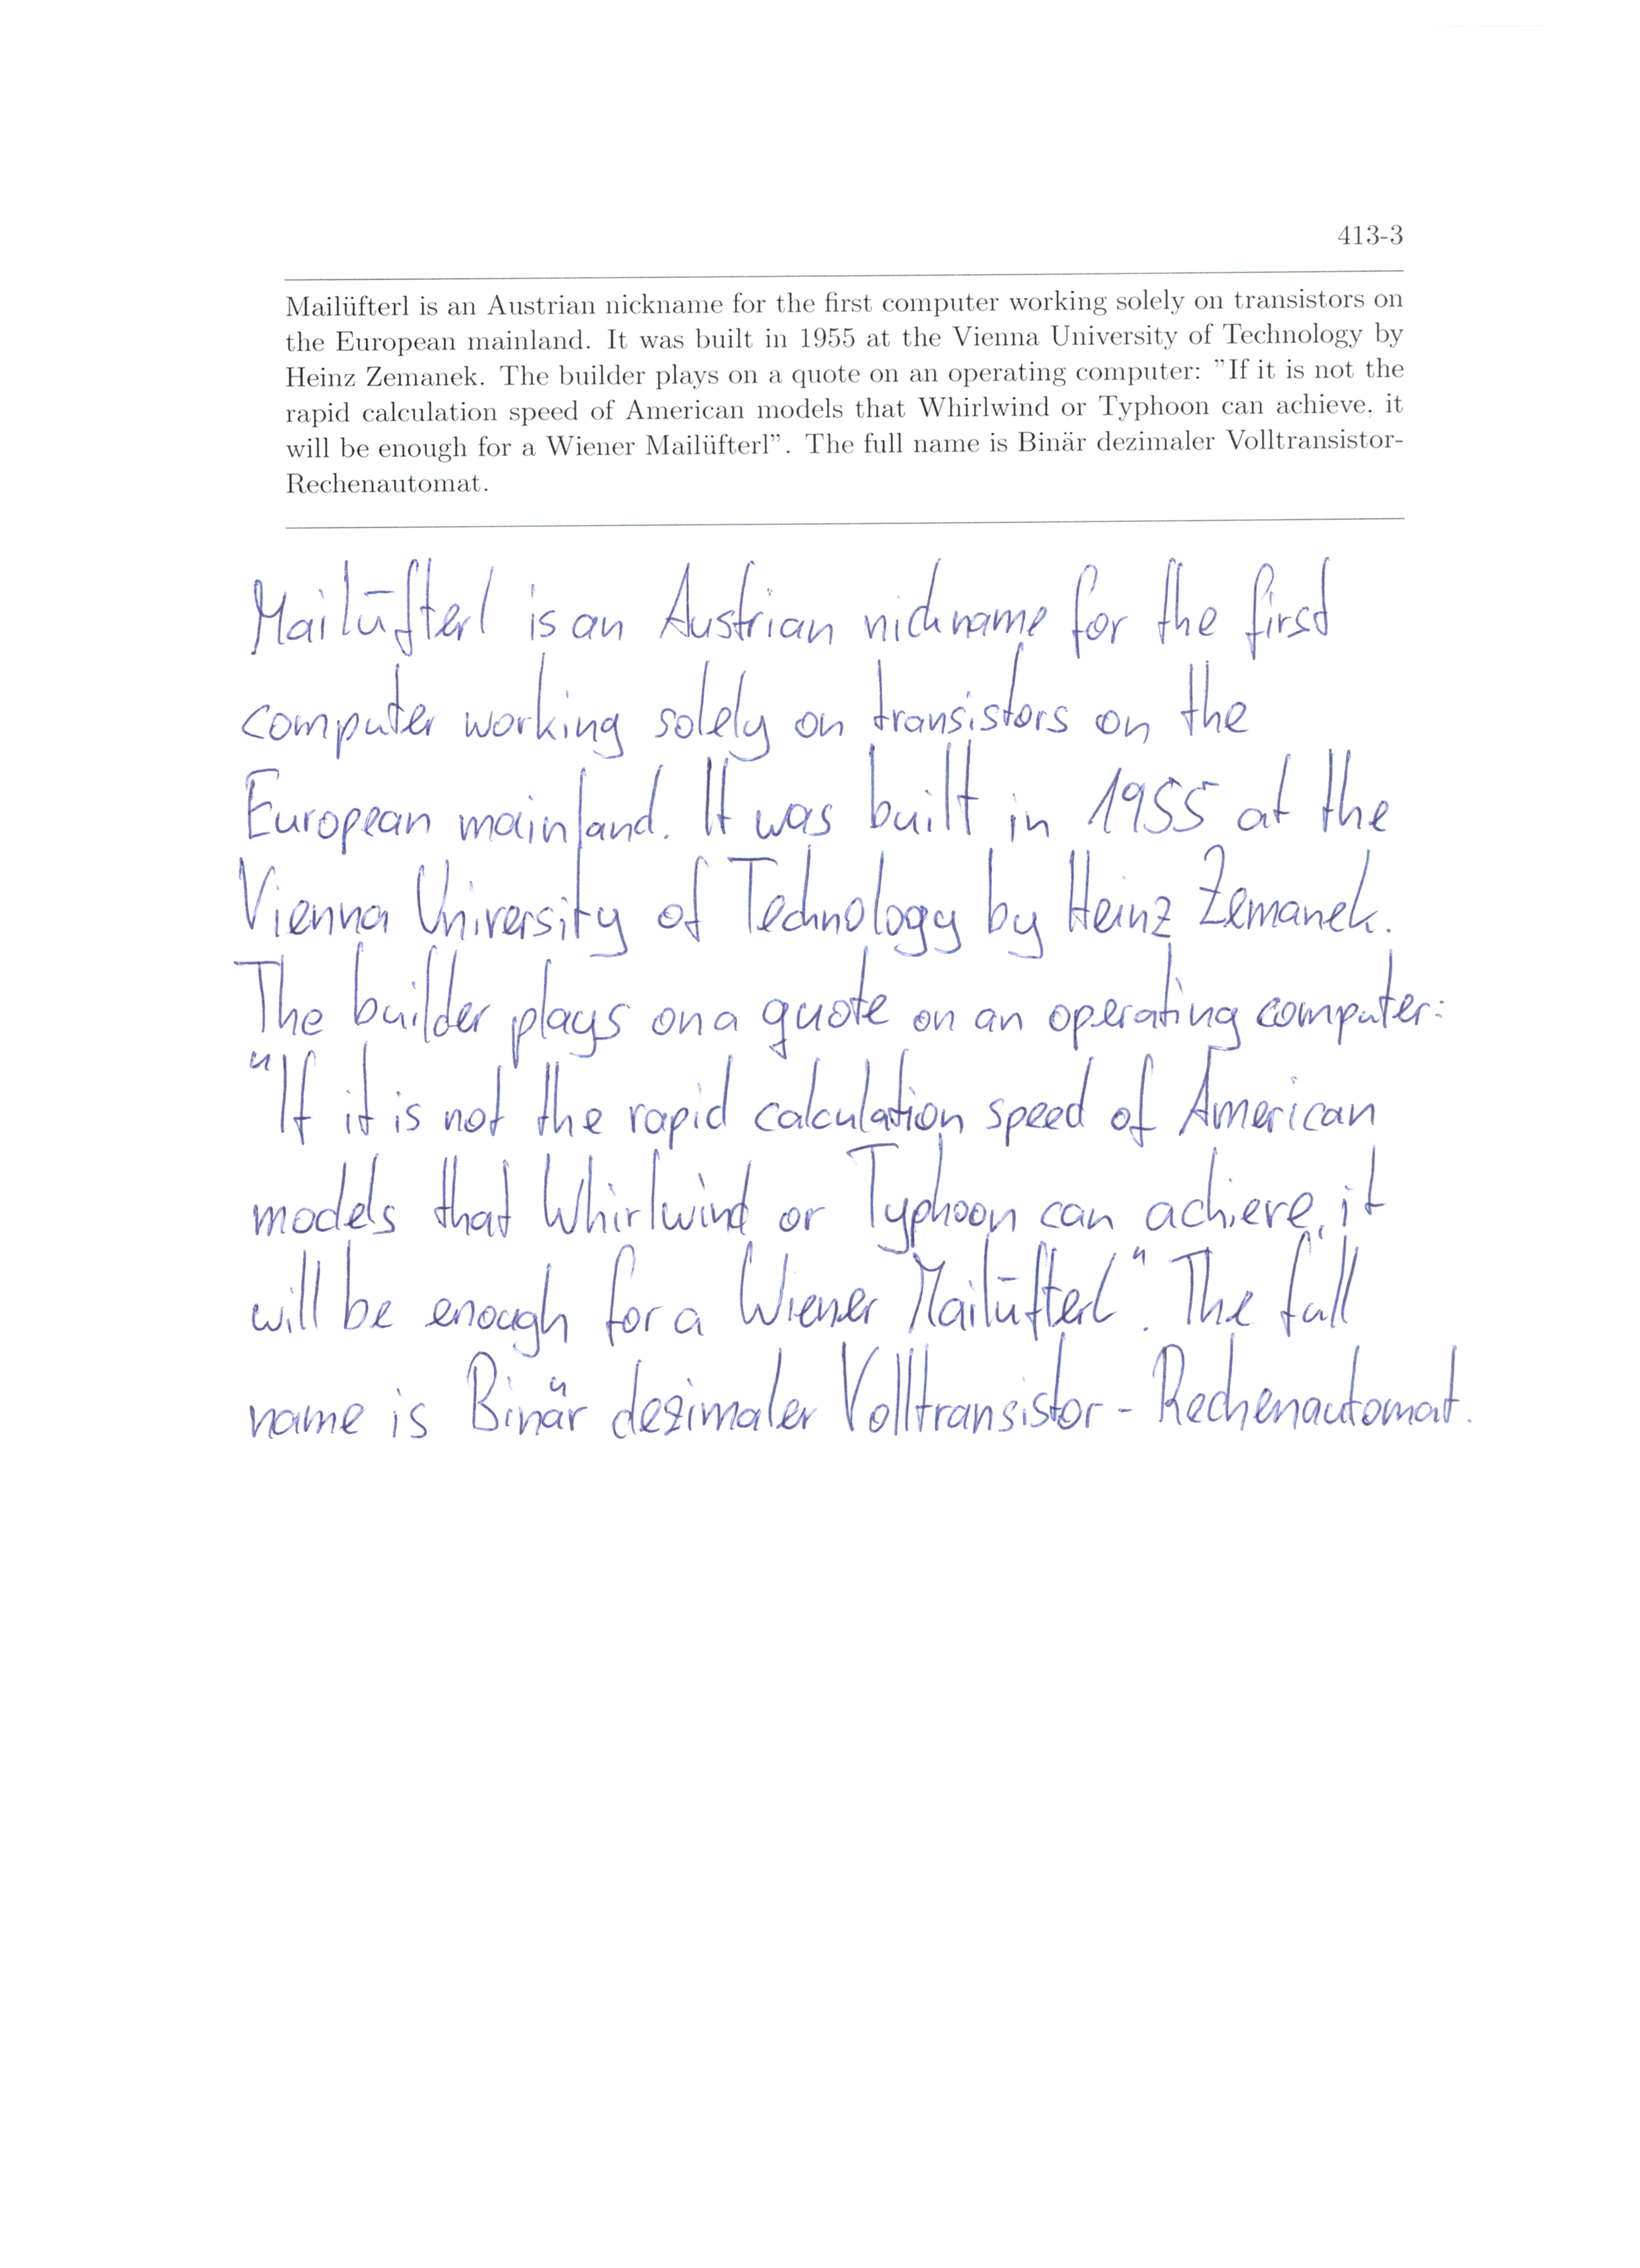 413-3
Mailüfterl is an Austrian nickname for the first computer working solely on transistors on
the European mainland. It was built in 1955 at the Vienna University of Technology by
Heinz Zemanek. The builder plays on a quote on an operating computer: "If it is not the
rapid calculation speed of American models that Whirlwind or Typhoon can achieve, it
will be enough for a Wiener Mailüfterl". The full name is Binär dezimaler Volltransistor-
Rechenautomat.
Mailüfterl is an Austrian nickname for the first
computer working solely on transistors on the
European mainland. It was built in 1955 at the
Vienna University of Technology by Heinz Zemanek.
The builder plays on a quote on an operating computer:
"If it is not the rapid calculation speed of American
models that Whirlwind or Typhoon can achieve, it
will be enough for a Wiener Mailüfterl". The full
name is Binär dezimaler Volltransistor - Rechenautomat.